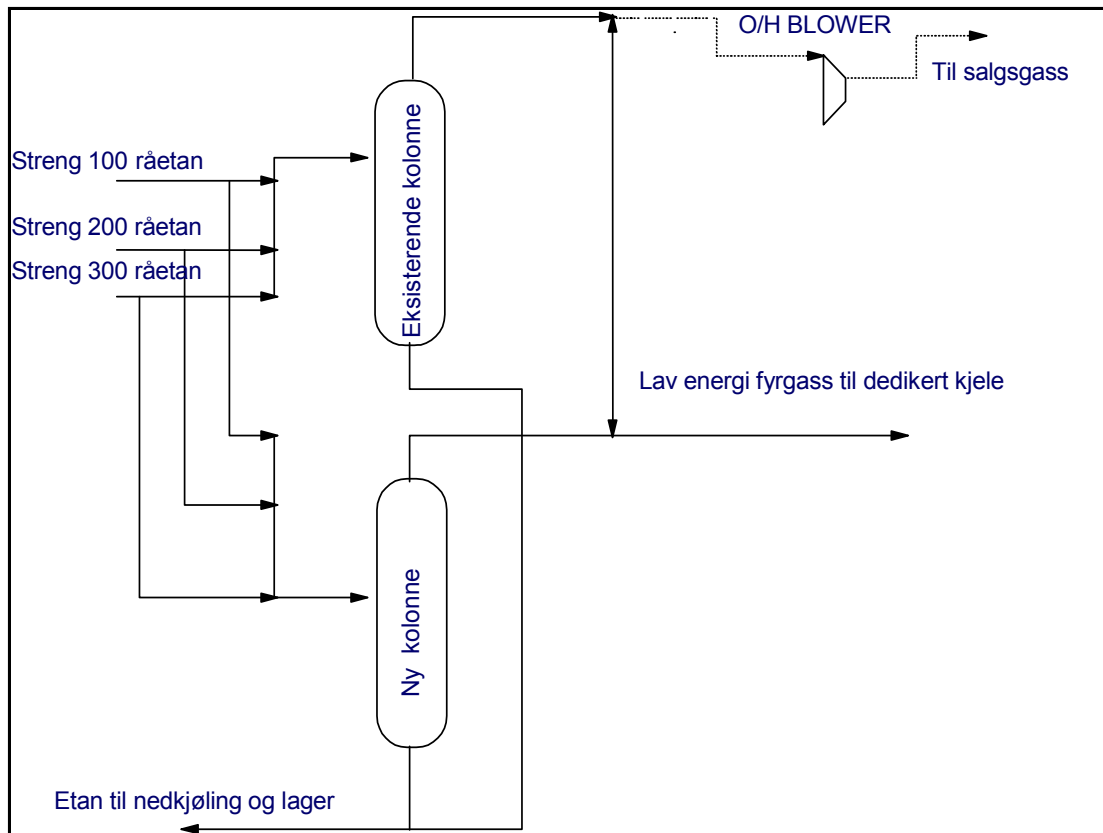 O/H BLOWER
Til salgsgass
Streng 100 råetan
Streng 200 råetan
Streng 300 råetan
Eksisterende kolonne
Lav energi fyrgass til dedikert kjele
Ny kolonne
Etan til nedkjøling og lager